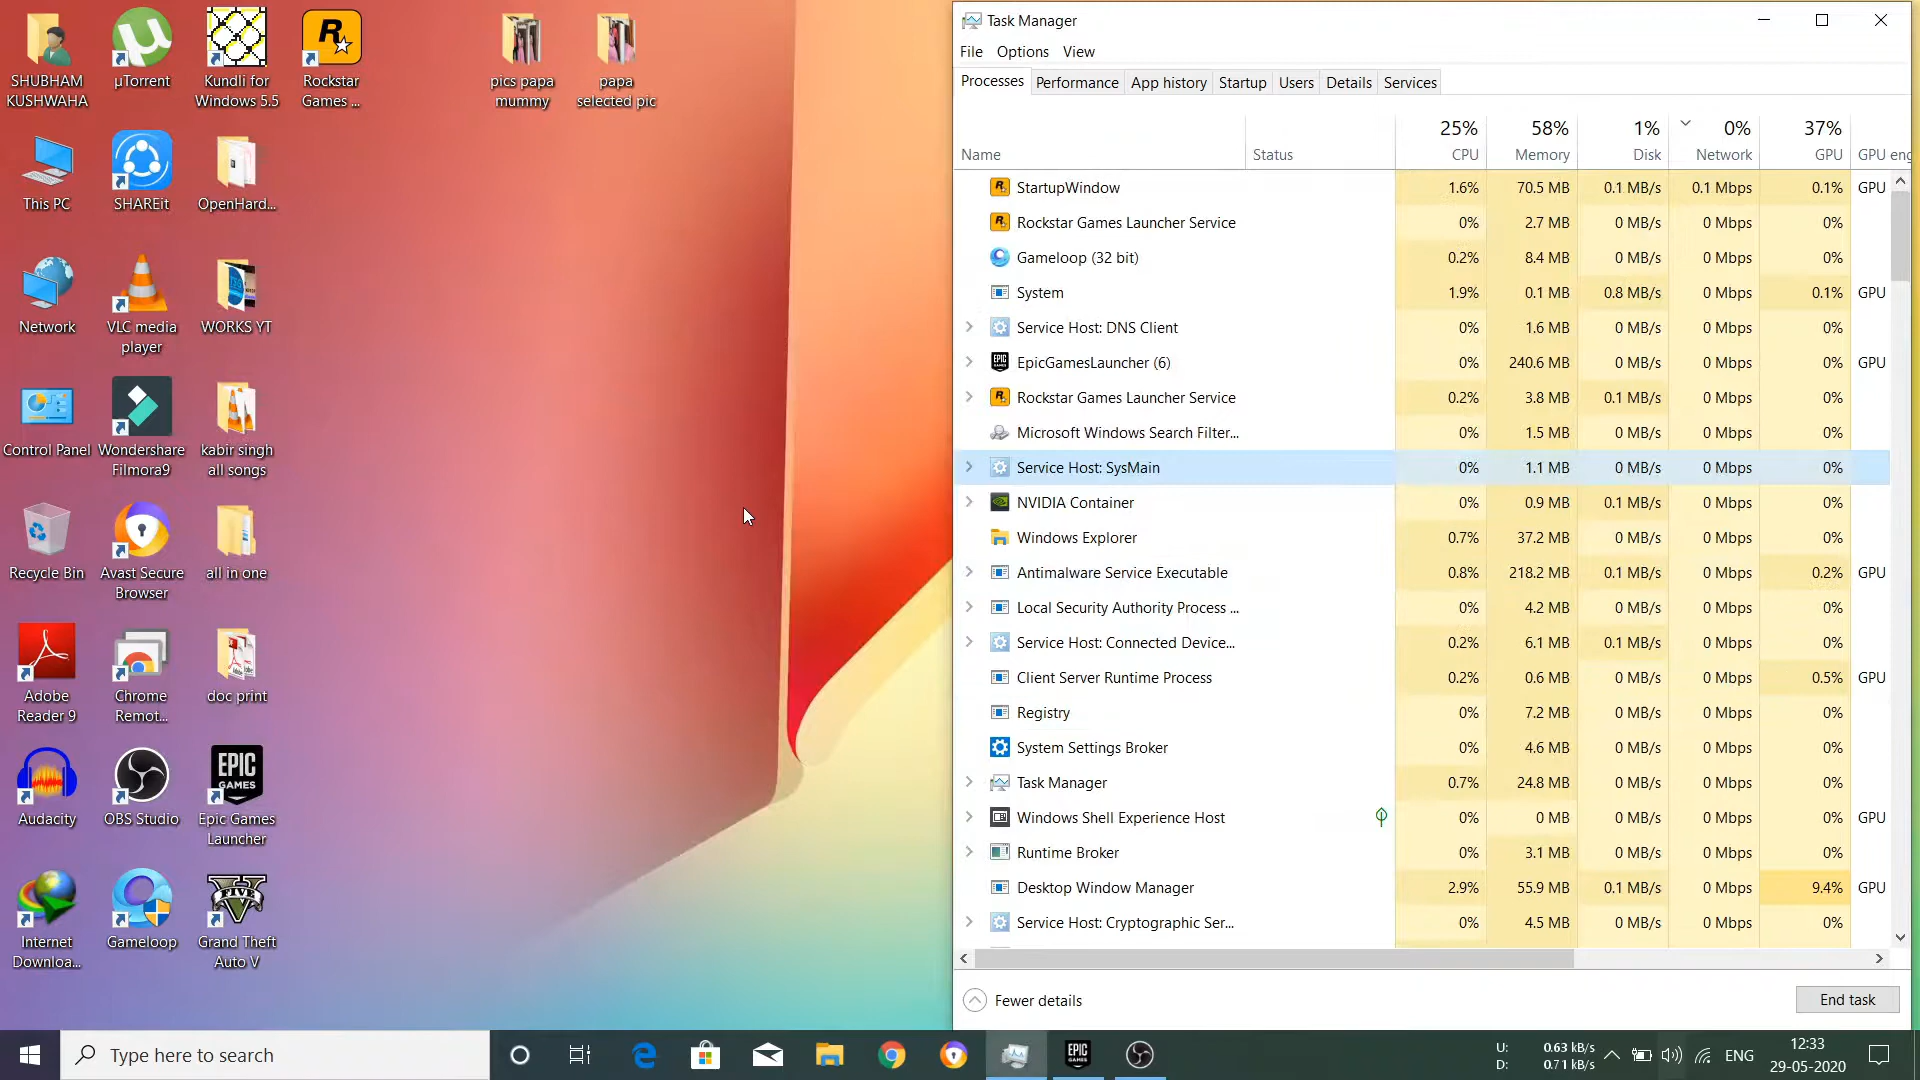 SHUBHAM
KUSHWAHA
µTorrent
Kundli for
Windows 5.5
Rockstar
Games ...
pics papa
mummy
papa
selected pic
This PC
SHAREit
OpenHard...
Network
VLC media
player
WORKS YT
Control Panel
Wondershare
Filmora9
kabir singh
all songs
Recycle Bin
Avast Secure
Browser
all in one
Adobe
Reader 9
Chrome
Remot...
doc print
Audacity
OBS Studio
EPIC
GAMES
Epic Games
Launcher
Internet
Downloa...
Gameloop
FIVE
Grand Theft
Auto V
Task Manager
File Options View
Processes Performance App history Startup Users Details Services
25% 58% 1% 0% 37%
Name Status CPU Memory Disk Network GPU GPU eng
StartupWindow 1.6% 70.5 MB 0.1 MB/s 0.1 Mbps 0.1% GPU
Rockstar Games Launcher Service 0% 2.7 MB 0 MB/s 0 Mbps 0%
Gameloop (32 bit) 0.2% 8.4 MB 0 MB/s 0 Mbps 0%
System 1.9% 0.1 MB 0.8 MB/s 0 Mbps 0.1% GPU
Service Host: DNS Client 0% 1.6 MB 0 MB/s 0 Mbps 0%
EpicGamesLauncher (6) 0% 240.6 MB 0 MB/s 0 Mbps 0% GPU
Rockstar Games Launcher Service 0.2% 3.8 MB 0.1 MB/s 0 Mbps 0%
Microsoft Windows Search Filter... 0% 1.5 MB 0 MB/s 0 Mbps 0%
Service Host: SysMain 0% 1.1 MB 0 MB/s 0 Mbps 0%
NVIDIA Container 0% 0.9 MB 0.1 MB/s 0 Mbps 0%
Windows Explorer 0.7% 37.2 MB 0 MB/s 0 Mbps 0%
Antimalware Service Executable 0.8% 218.2 MB 0.1 MB/s 0 Mbps 0.2% GPU
Local Security Authority Process ... 0% 4.2 MB 0 MB/s 0 Mbps 0%
Service Host: Connected Device... 0.2% 6.1 MB 0.1 MB/s 0 Mbps 0%
Client Server Runtime Process 0.2% 0.6 MB 0 MB/s 0 Mbps 0.5% GPU
Registry 0% 7.2 MB 0 MB/s 0 Mbps 0%
System Settings Broker 0% 4.6 MB 0 MB/s 0 Mbps 0%
Task Manager 0.7% 24.8 MB 0 MB/s 0 Mbps 0%
Windows Shell Experience Host 0% 0 MB 0 MB/s 0 Mbps 0% GPU
Runtime Broker 0% 3.1 MB 0 MB/s 0 Mbps 0%
Desktop Window Manager 2.9% 55.9 MB 0.1 MB/s 0 Mbps 9.4% GPU
Service Host: Cryptographic Ser... 0% 4.5 MB 0 MB/s 0 Mbps 0%
Fewer details End task
Type here to search
EPIC
GAMES
U: 0.63 kB/s
D: 0.71 kB/s
ENG
12:33
29-05-2020